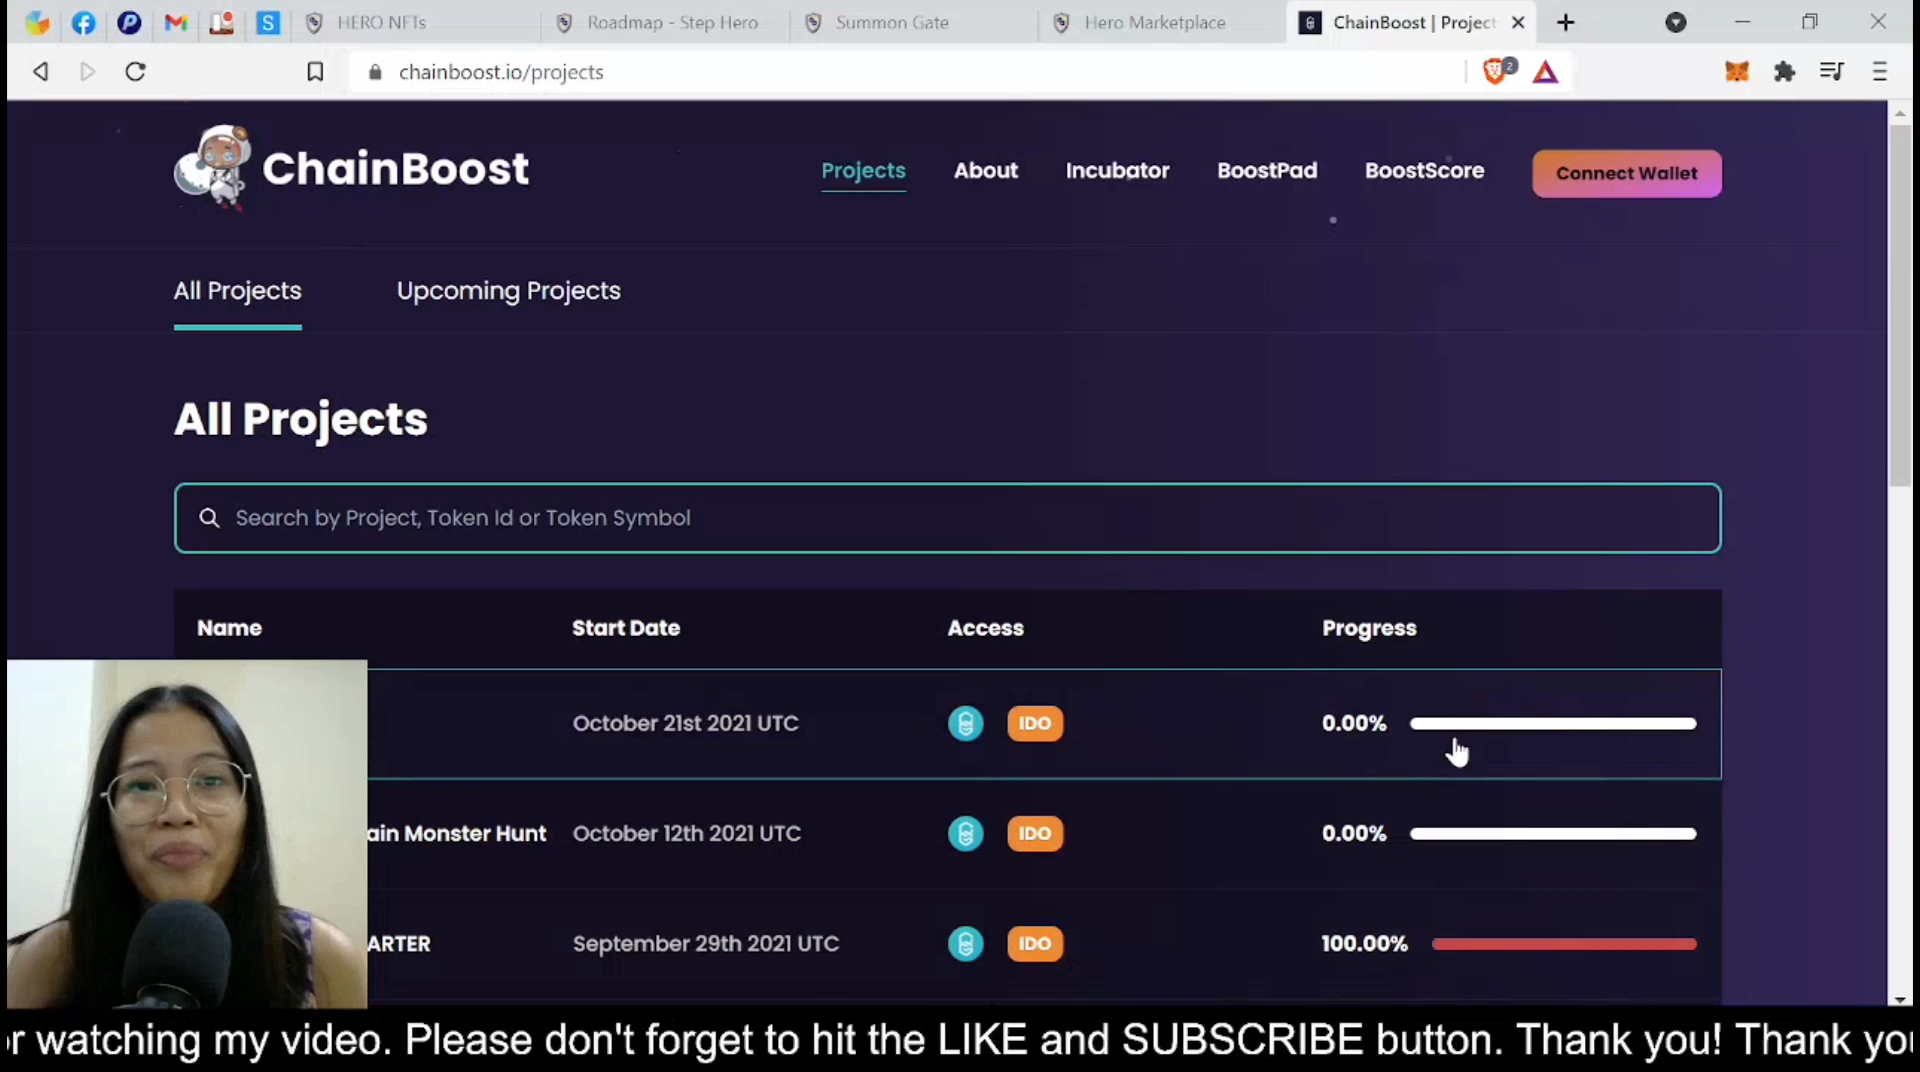 HERO NFTs
Roadmap - Step Hero
Summon Gate
Hero Marketplace
ChainBoost | Project
chainboost.io/projects
2
ChainBoost
Projects
About
Incubator
BoostPad
BoostScore
Connect Wallet
All Projects
Upcoming Projects
All Projects
Search by Project, Token Id or Token Symbol
Name
Start Date
Access
Progress
October 21st 2021 UTC
IDO
0.00%
ain Monster Hunt
October 12th 2021 UTC
IDO
0.00%
ARTER
September 29th 2021 UTC
IDO
100.00%
r watching my video. Please don't forget to hit the LIKE and SUBSCRIBE button. Thank you! Thank you